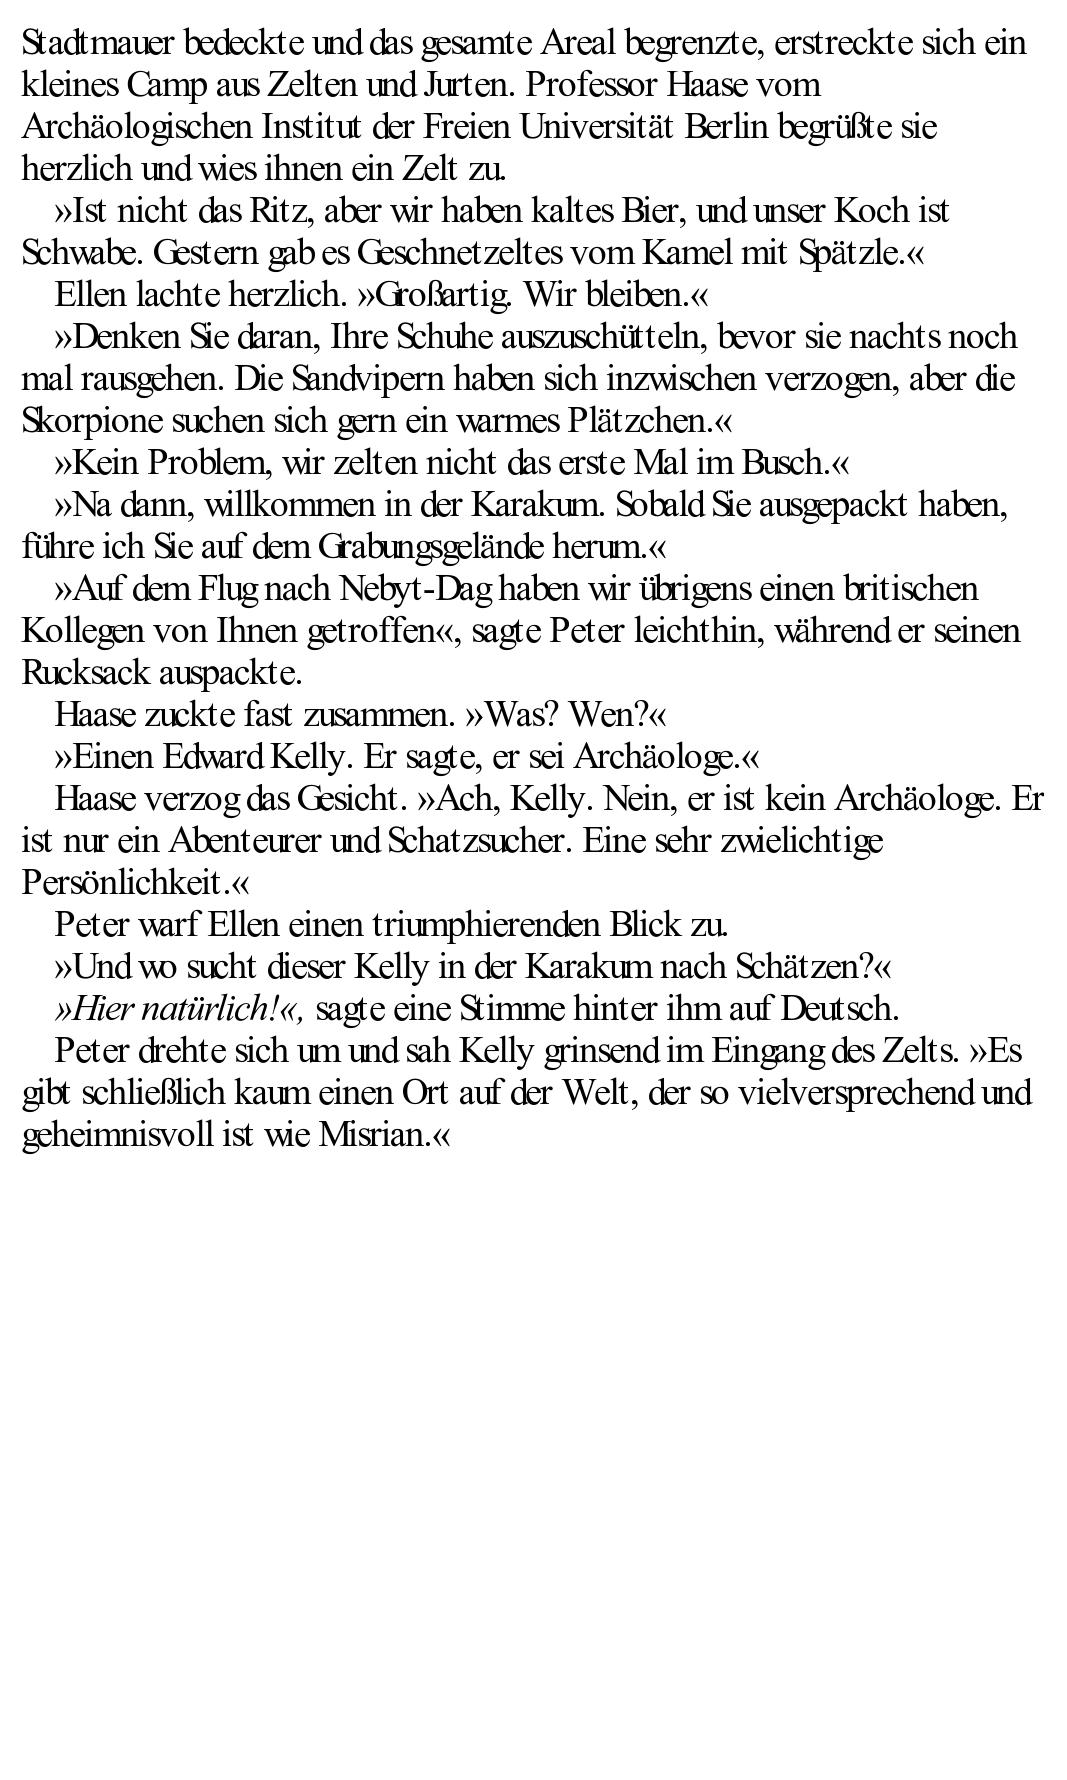 Stadtmauer bedeckte und das gesamte Areal begrenzte, erstreckte sich ein
kleines Camp aus Zelten und Jurten. Professor Haase vom
Archäologischen Institut der Freien Universität Berlin begrüßte sie
herzlich und wies ihnen ein Zelt zu.
»Ist nicht das Ritz, aber wir haben kaltes Bier, und unser Koch ist
Schwabe. Gestern gab es Geschnetzeltes vom Kamel mit Spätzle.«
Ellen lachte herzlich. »Großartig. Wir bleiben.«
»Denken Sie daran, Ihre Schuhe auszuschütteln, bevor sie nachts noch
mal rausgehen. Die Sandvipern haben sich inzwischen verzogen, aber die
Skorpione suchen sich gern ein warmes Plätzchen.«
»Kein Problem, wir zelten nicht das erste Mal im Busch.«
»Na dann, willkommen in der Karakum. Sobald Sie ausgepackt haben,
führe ich Sie auf dem Grabungsgelände herum.«
»Auf dem Flug nach Nebyt-Dag haben wir übrigens einen britischen
Kollegen von Ihnen getroffen«, sagte Peter leichthin, während er seinen
Rucksack auspackte.
Haase zuckte fast zusammen. »Was? Wen?«
»Einen Edward Kelly. Er sagte, er sei Archäologe.«
Haase verzog das Gesicht. »Ach, Kelly. Nein, er ist kein Archäologe. Er
ist nur ein Abenteurer und Schatzsucher. Eine sehr zwielichtige
Persönlichkeit.«
Peter warf Ellen einen triumphierenden Blick zu.
»Und wo sucht dieser Kelly in der Karakum nach Schätzen?«
»Hier natürlich!«, sagte eine Stimme hinter ihm auf Deutsch.
Peter drehte sich um und sah Kelly grinsend im Eingang des Zelts. »Es
gibt schließlich kaum einen Ort auf der Welt, der so vielversprechend und
geheimnisvoll ist wie Misrian.«